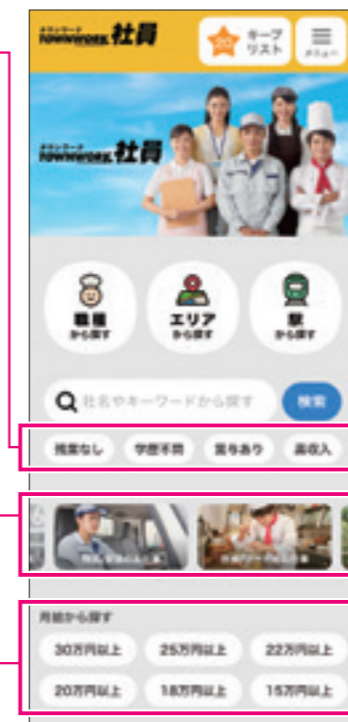 タウンワーク
TOWNWORK 社員
20
キープ
リスト
メニュー
タウンワーク
TOWNWORK 社員
職種
から探す
エリア
から探す
駅
から探す
社名やキーワードから探す
検索
残業なし
学歴不問
賞与あり
高収入
月給から探す
30万円以上
25万円以上
22万円以上
20万円以上
18万円以上
15万円以上